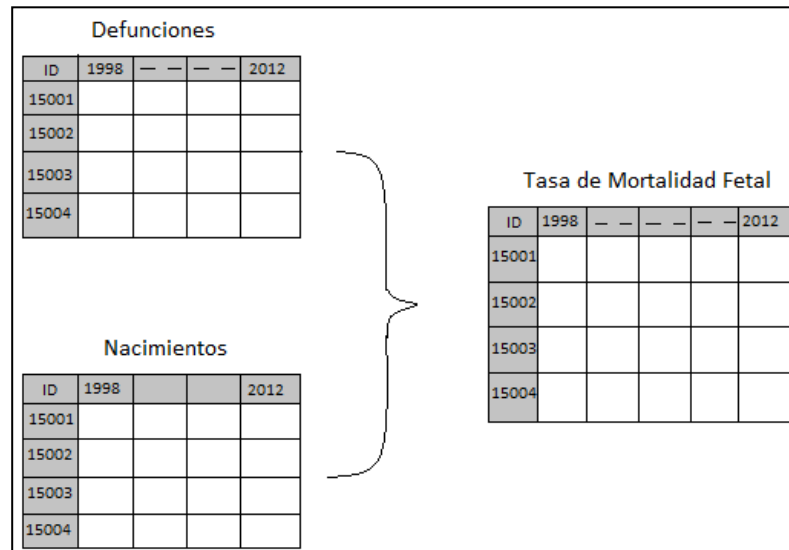 Defunciones
ID 1998 — — — — 2012
15001
15002
15003
15004
Nacimientos
ID 1998 2012
15001
15002
15003
15004
Tasa de Mortalidad Fetal
ID 1998 — — — — — — 2012
15001
15002
15003
15004